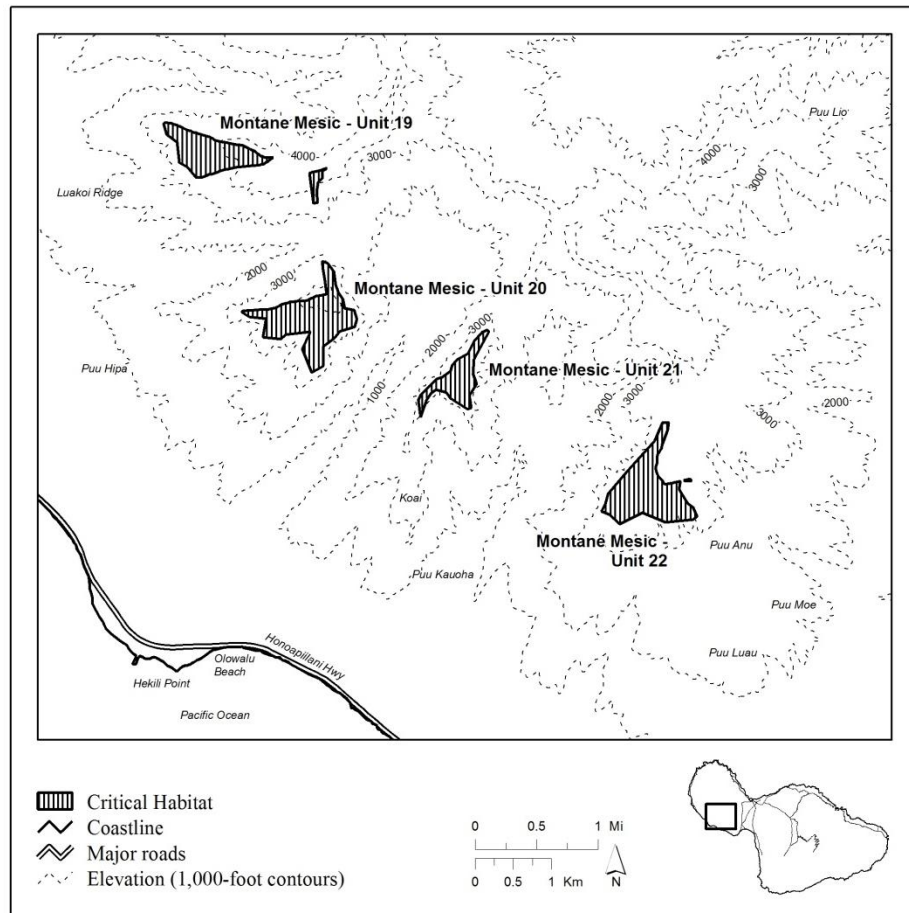 Puu Lio
Montane Mesic - Unit 19
4000
3000
4000
3000
Luakoi Ridge
2000
3000
Montane Mesic - Unit 20
2000
3000
Puu Hipa
1000
Montane Mesic - Unit 21
2000
3000
3000
2000
Koai
Montane Mesic -
Unit 22
Puu Anu
Puu Kauoha
Puu Moe
Puu Luau
Honoapiilani Hwy
Olowalu
Beach
Hekili Point
Pacific Ocean
Critical Habitat
Coastline
Major roads
Elevation (1,000-foot contours)
0 0.5 1 Mi
0 0.5 1 Km
N